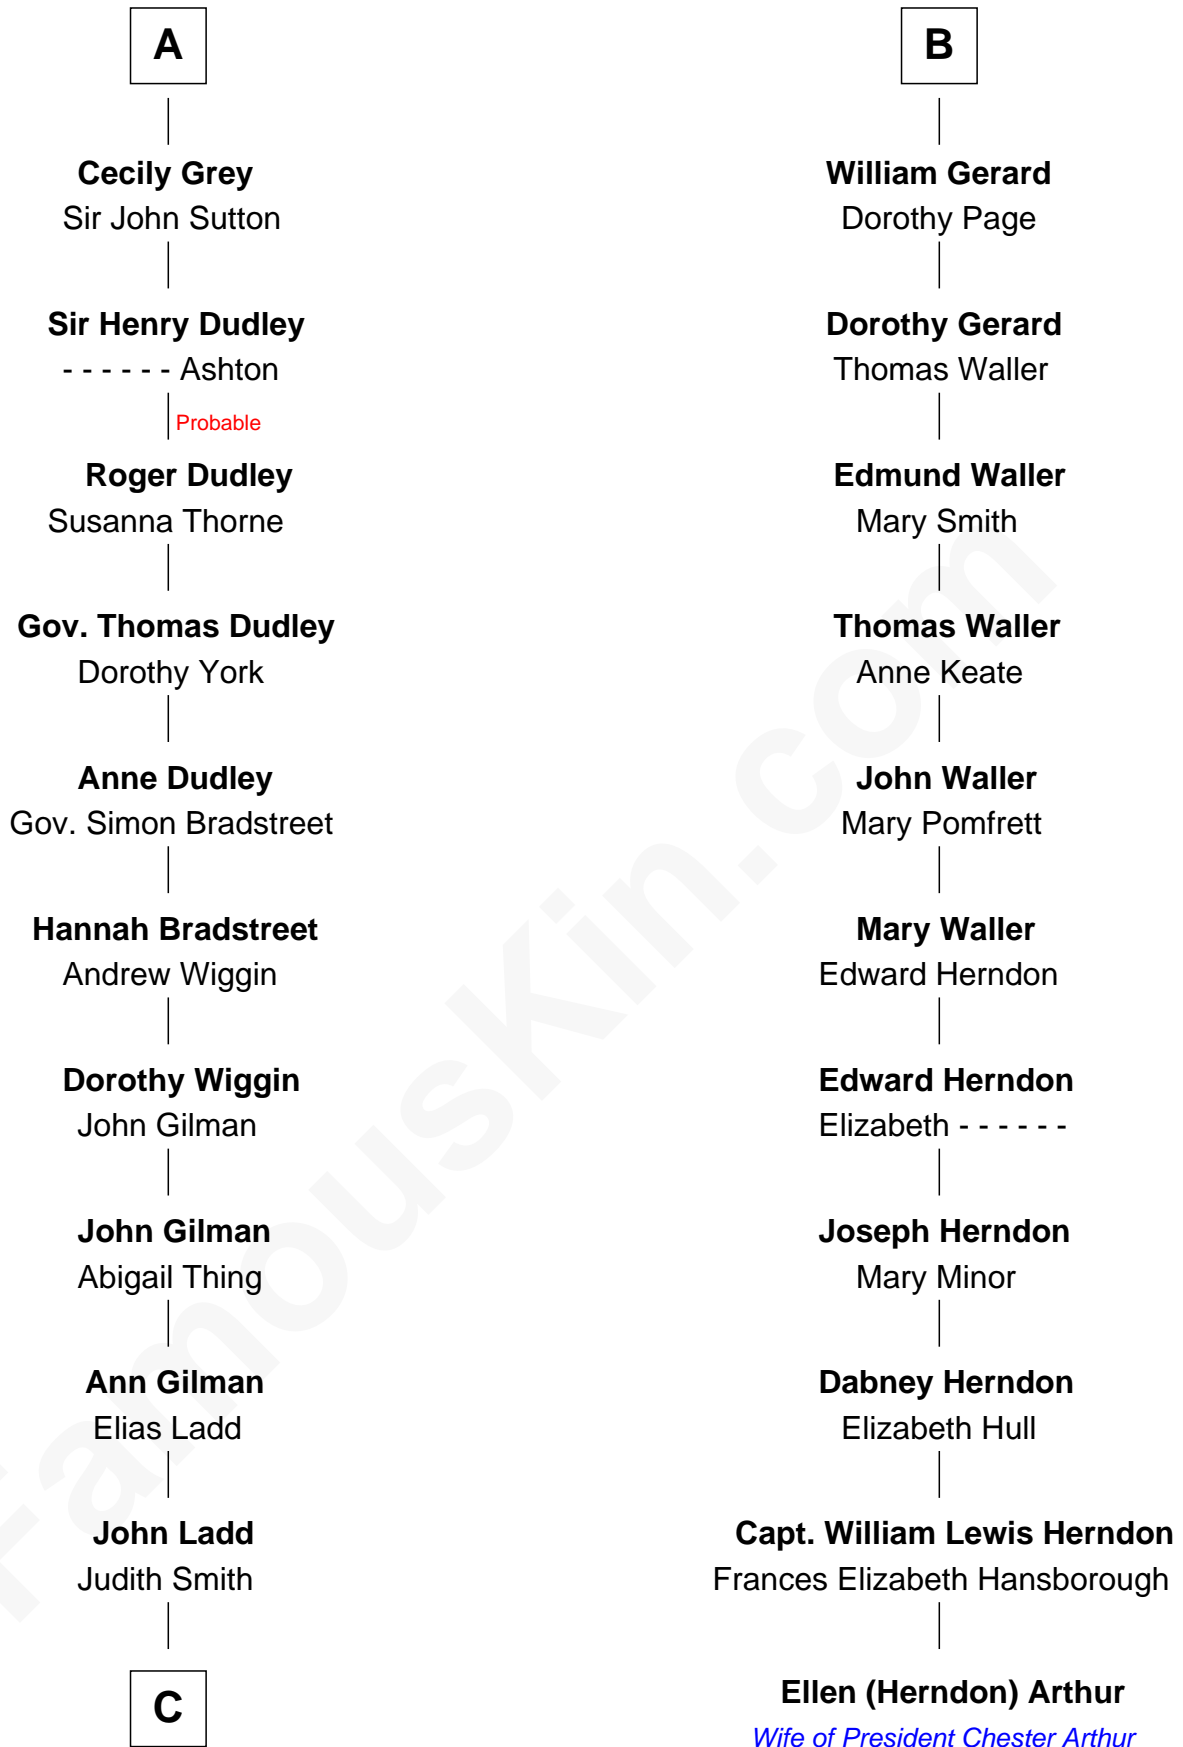 A
Cecily Grey
Sir John Sutton
Sir Henry Dudley
- - - - - - Ashton
Probable
Roger Dudley
Susanna Thorne
Gov. Thomas Dudley
Dorothy York
Anne Dudley
Gov. Simon Bradstreet
Hannah Bradstreet
Andrew Wiggin
Dorothy Wiggin
John Gilman
John Gilman
Abigail Thing
Ann Gilman
Elias Ladd
John Ladd
Judith Smith
C
B
William Gerard
Dorothy Page
Dorothy Gerard
Thomas Waller
Edmund Waller
Mary Smith
Thomas Waller
Anne Keate
John Waller
Mary Pomfrett
Mary Waller
Edward Herndon
Edward Herndon
Elizabeth - - - - - -
Joseph Herndon
Mary Minor
Dabney Herndon
Elizabeth Hull
Capt. William Lewis Herndon
Frances Elizabeth Hansborough
Ellen (Herndon) Arthur
Wife of President Chester Arthur
FamousKin.com